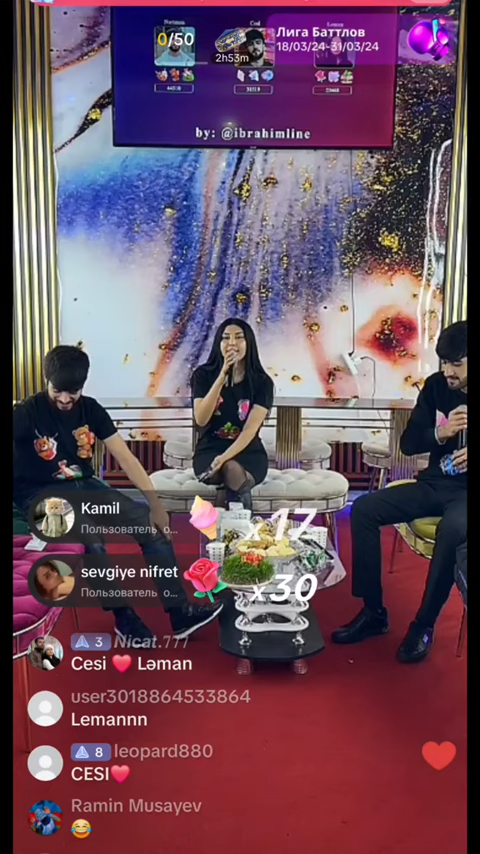 0/50
2h53m
Лига Баттлов
18/03/24-31/03/24
by: @ibrahimline
Kamil
Пользователь о...
x17
sevgiye nifret
Пользователь о...
x30
3 Nicat.777
Cesi ❤️ Ləman
user3018864533864
Lemannn
8 leopard880
CESI❤️
Ramin Musayev
😂